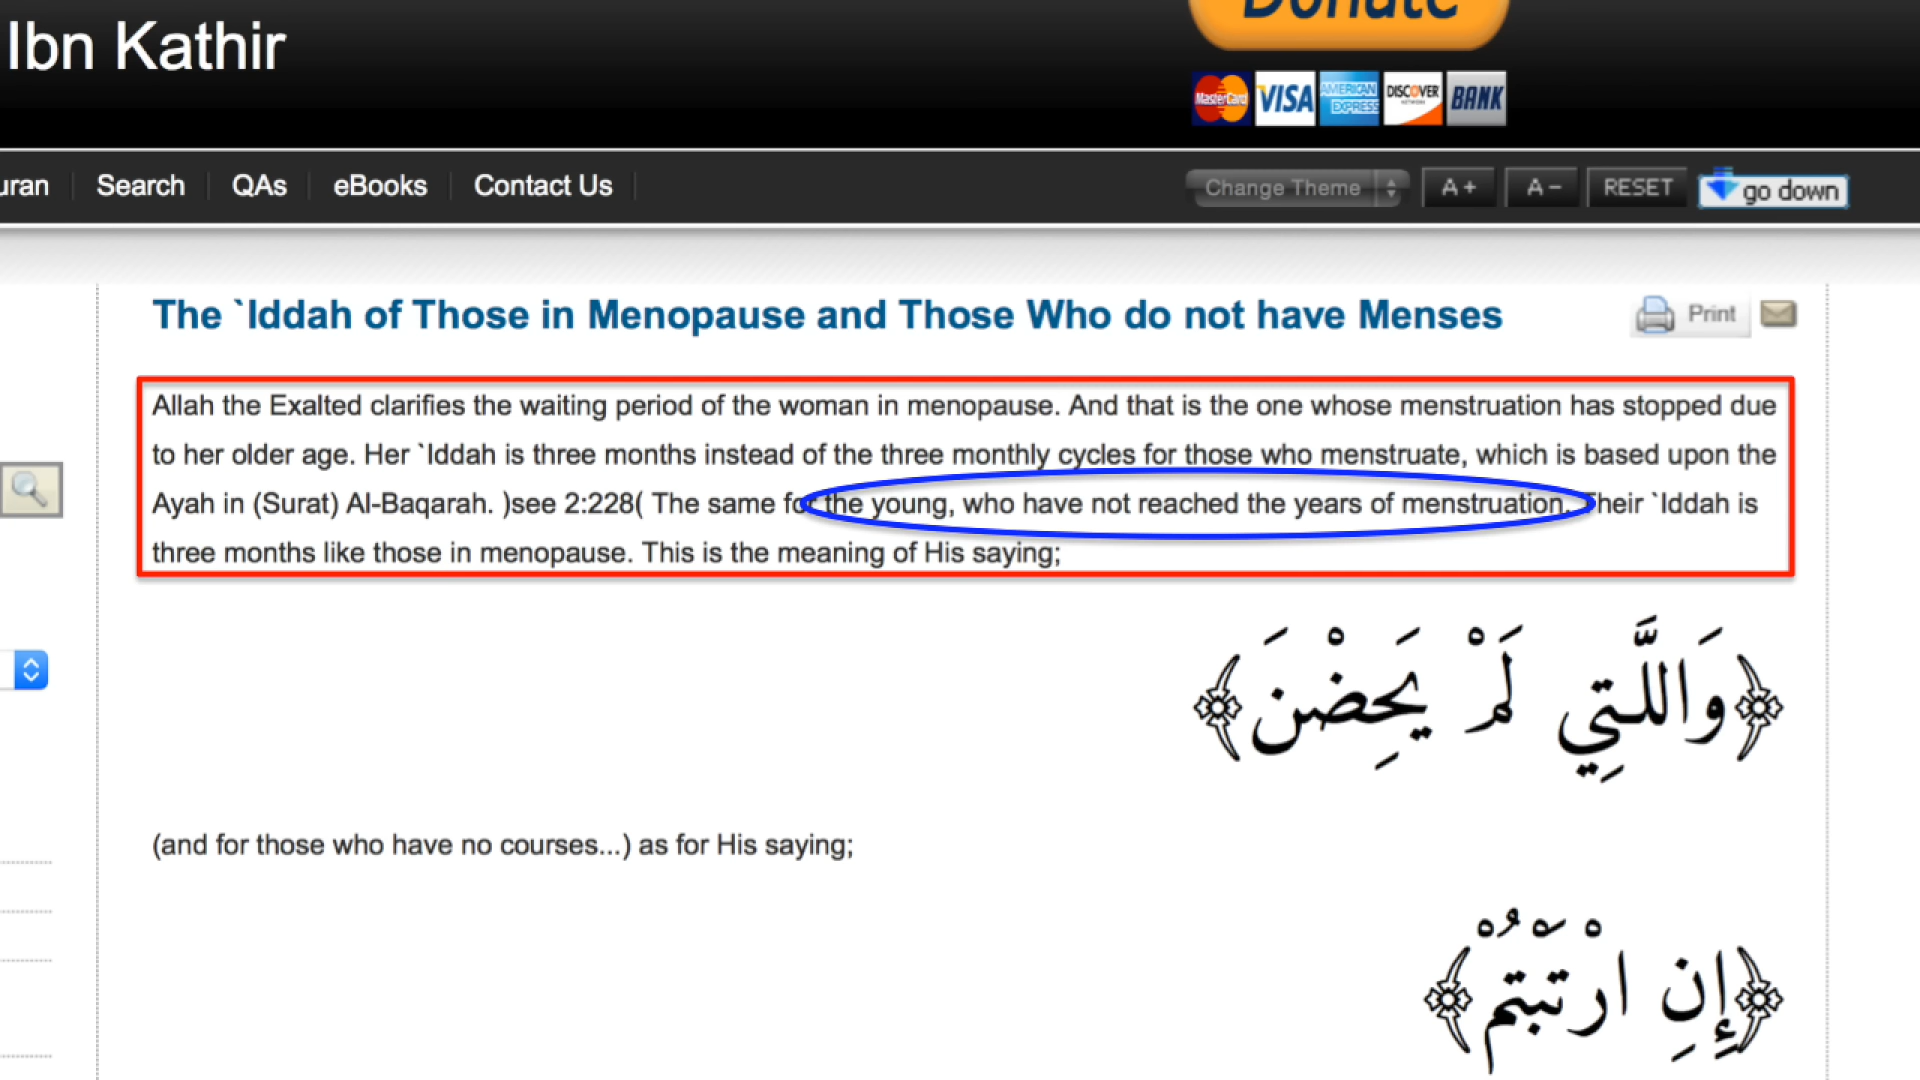 Donate
Ibn Kathir
MasterCard VISA AMERICAN EXPRESS DISCOVER NETWORK BANK
uran Search QAs eBooks Contact Us Change Theme A+ A- RESET go down
The `Iddah of Those in Menopause and Those Who do not have Menses Print
Allah the Exalted clarifies the waiting period of the woman in menopause. And that is the one whose menstruation has stopped due
to her older age. Her `Iddah is three months instead of the three monthly cycles for those who menstruate, which is based upon the
Ayah in (Surat) Al-Baqarah. )see 2:228( The same for the young, who have not reached the years of menstruation. Their `Iddah is
three months like those in menopause. This is the meaning of His saying;
﴿وَاللَّتِي لَمْ يَحِضْنَ﴾
(and for those who have no courses...) as for His saying;
﴿إِنِ ارْتَبْتُمْ﴾